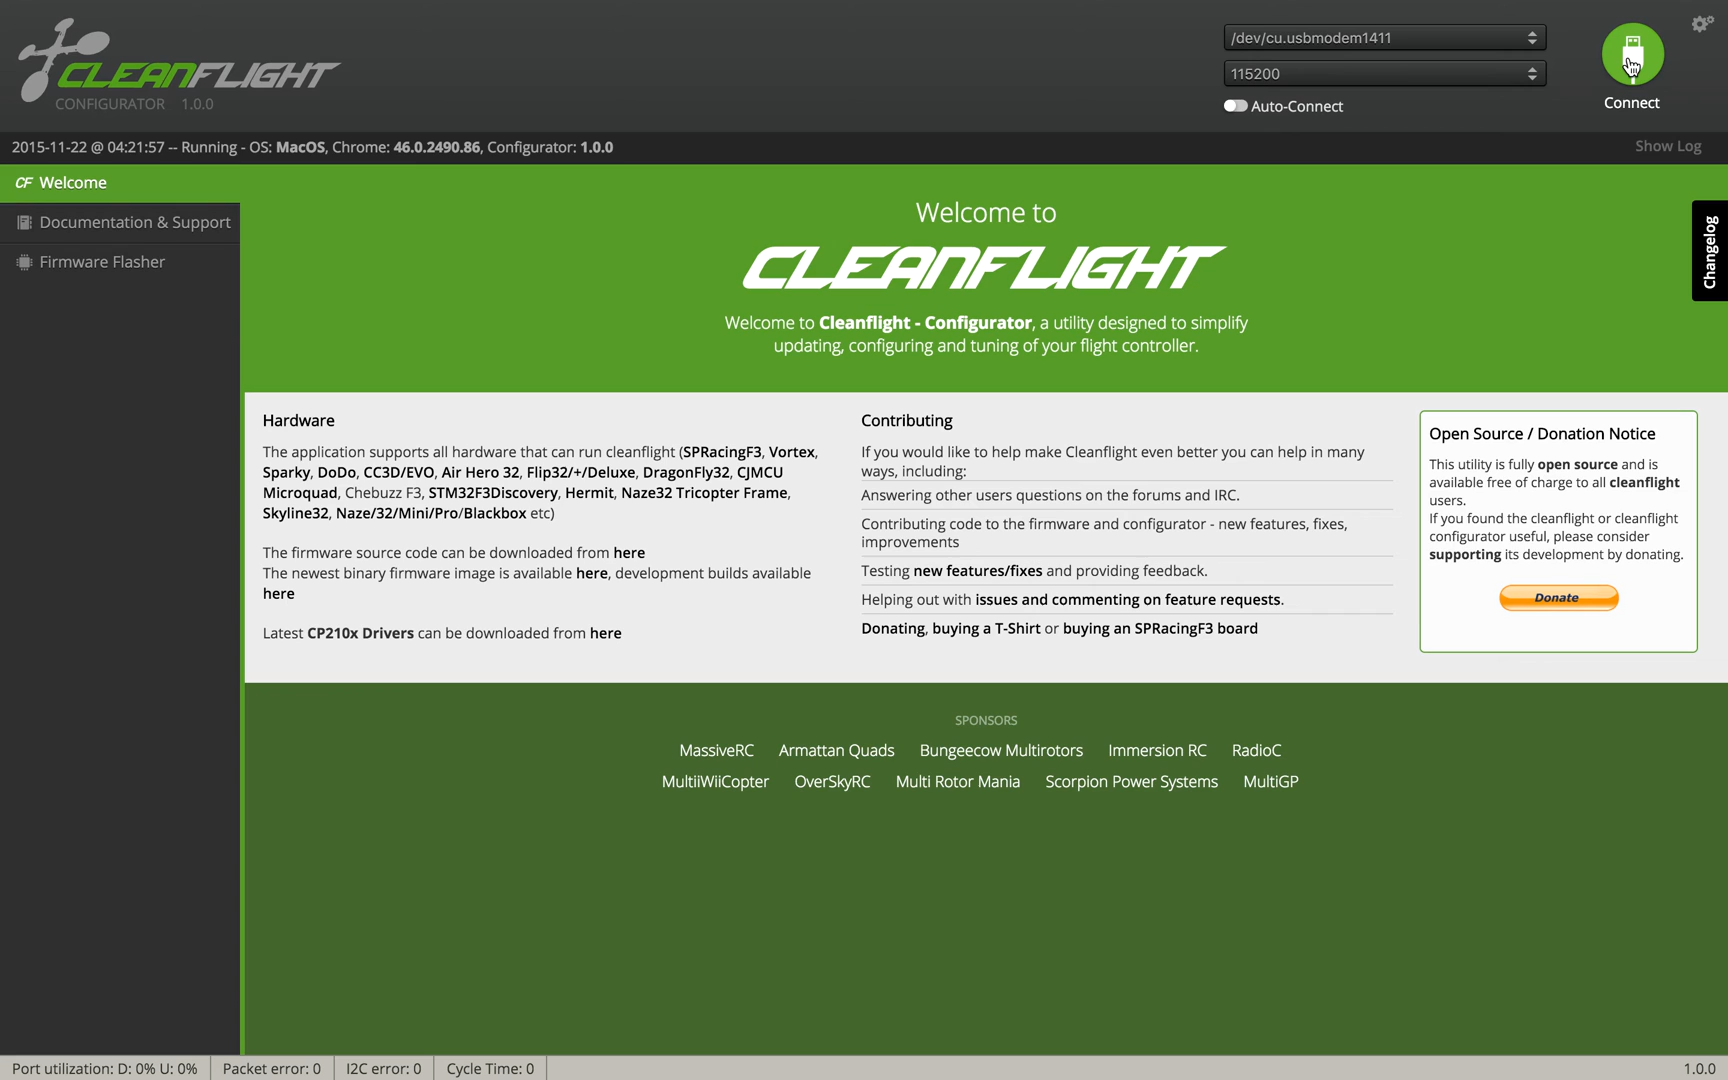 CLEANFLIGHT
CONFIGURATOR 1.0.0
/dev/cu.usbmodem1411
115200
Auto-Connect
Connect
2015-11-22 @ 04:21:57 -- Running - OS: MacOS, Chrome: 46.0.2490.86, Configurator: 1.0.0
Show Log
CF Welcome
Documentation & Support
Firmware Flasher
Welcome to
CLEANFLIGHT
Welcome to Cleanflight - Configurator, a utility designed to simplify
updating, configuring and tuning of your flight controller.
Changelog
Hardware
The application supports all hardware that can run cleanflight (SPRacingF3, Vortex,
Sparky, DoDo, CC3D/EVO, Air Hero 32, Flip32/+/Deluxe, DragonFly32, CJMCU
Microquad, Chebuzz F3, STM32F3Discovery, Hermit, Naze32 Tricopter Frame,
Skyline32, Naze/32/Mini/Pro/Blackbox etc)
The firmware source code can be downloaded from here
The newest binary firmware image is available here, development builds available
here
Latest CP210x Drivers can be downloaded from here
Contributing
If you would like to help make Cleanflight even better you can help in many
ways, including:
Answering other users questions on the forums and IRC.
Contributing code to the firmware and configurator - new features, fixes,
improvements
Testing new features/fixes and providing feedback.
Helping out with issues and commenting on feature requests.
Donating, buying a T-Shirt or buying an SPRacingF3 board
Open Source / Donation Notice
This utility is fully open source and is
available free of charge to all cleanflight
users.
If you found the cleanflight or cleanflight
configurator useful, please consider
supporting its development by donating.
Donate
SPONSORS
MassiveRC Armattan Quads Bungeecow Multirotors Immersion RC RadioC
MultiiWiiCopter OverSkyRC Multi Rotor Mania Scorpion Power Systems MultiGP
Port utilization: D: 0% U: 0% Packet error: 0 I2C error: 0 Cycle Time: 0 1.0.0